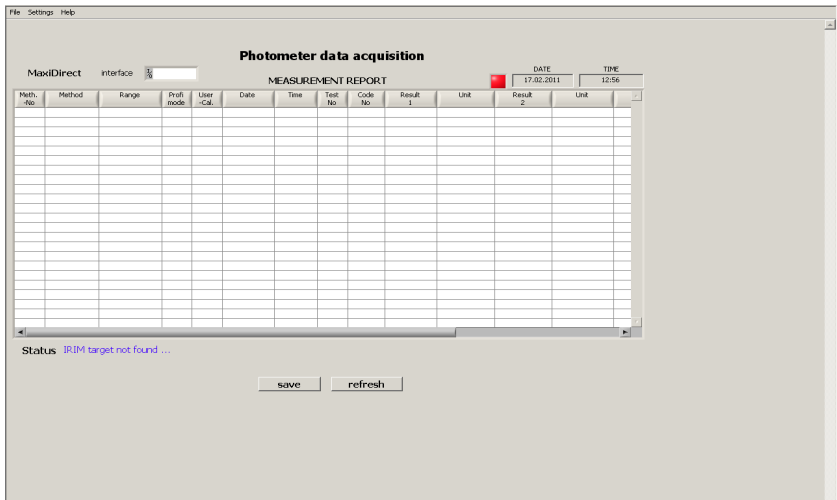 File Settings Help
Photometer data acquisition
MaxiDirect interface I/O
MEASUREMENT REPORT
DATE TIME
17.02.2011 12:56
Meth. -No Method Range Profi mode User -Cal. Date Time Test No Code No Result 1 Unit Result 2 Unit
Status IRIM target not found ...
save refresh